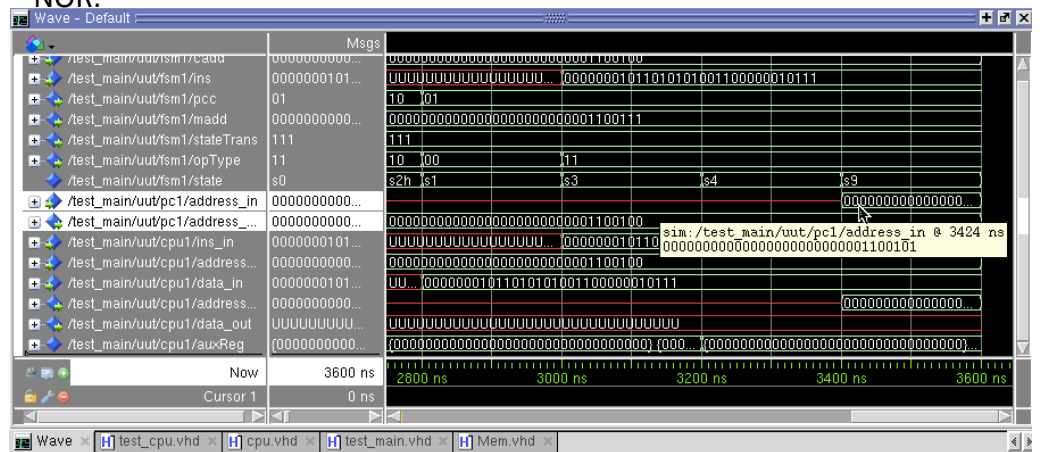 NOR:
Wave - Default
Msgs
/test_main/uut/fsm1/cadd 0000000000... 00000000000000000000000001100100
/test_main/uut/fsm1/ins 0000000101... UUUUUUUUUUUUUUUUU... 00000001011010101001100000010111
/test_main/uut/fsm1/pcc 01 10 01
/test_main/uut/fsm1/madd 0000000000... 00000000000000000000000001100111
/test_main/uut/fsm1/stateTrans 111 111
/test_main/uut/fsm1/opType 11 10 00 11
/test_main/uut/fsm1/state s0 s2h s1 s3 s4 s9
/test_main/uut/pc1/address_in 0000000000... 000000000000000...
/test_main/uut/pc1/address_... 0000000000... 00000000000000000000000001100100
/test_main/uut/cpu1/ins_in 0000000101... UUUUUUUUUUUUUUUUU... 000000010110
sim:/test_main/uut/pc1/address_in @ 3424 ns
00000000000000000000000001100101
/test_main/uut/cpu1/address... 0000000000... 00000000000000000000000001100100
/test_main/uut/cpu1/data_in 0000000101... UU... 00000001011010101001100000010111
/test_main/uut/cpu1/address... 0000000000... 000000000000000...
/test_main/uut/cpu1/data_out UUUUUUUUU... UUUUUUUUUUUUUUUUUUUUUUUUUUUUUUUU
/test_main/uut/cpu1/auxReg {0000000000... {00000000000000000000000000000000} {000... {00000000000000000000000000000000}...
Now 3600 ns 2800 ns 3000 ns 3200 ns 3400 ns 3600 ns
Cursor 1 0 ns
Wave test_cpu.vhd cpu.vhd test_main.vhd Mem.vhd